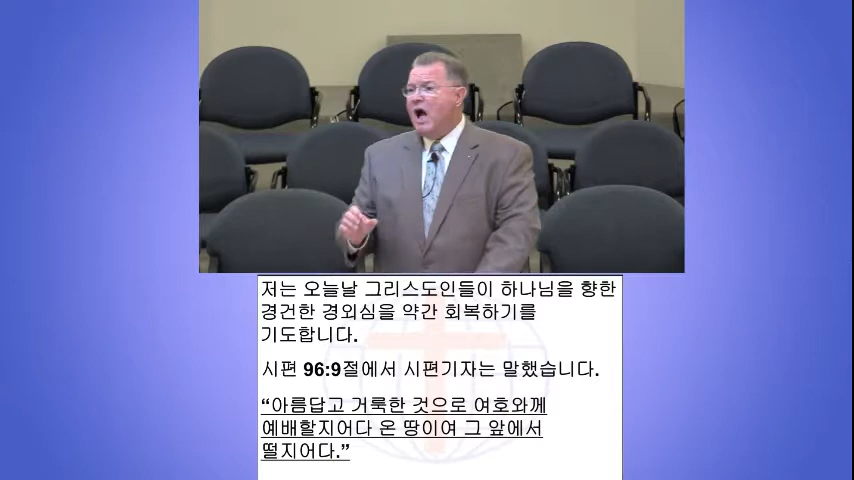 저는 오늘날 그리스도인들이 하나님을 향한
경건한 경외심을 약간 회복하기를
기도합니다.
시편 96:9절에서 시편기자는 말했습니다.
“아름답고 거룩한 것으로 여호와께
예배할지어다 온 땅이여 그 앞에서
떨지어다.”